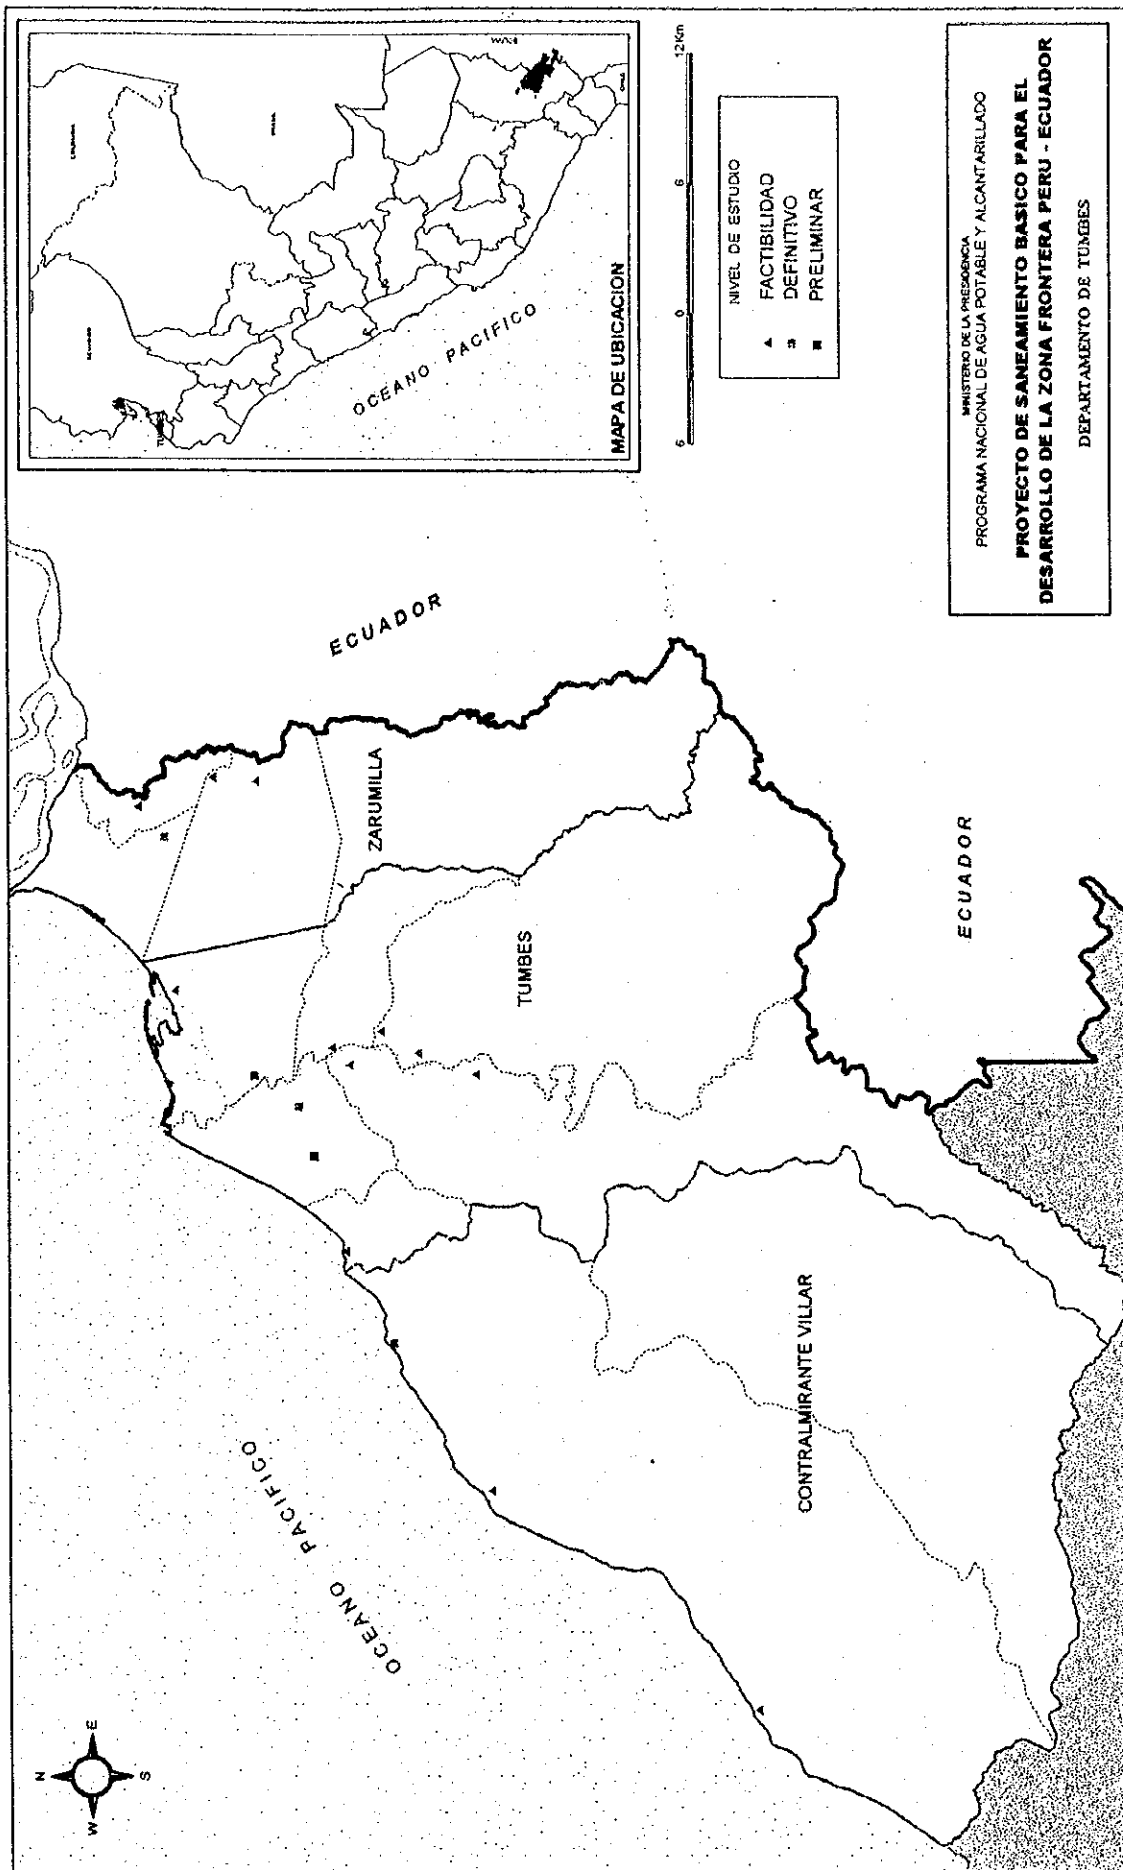 N
W
E
S
OCEANO PACIFICO
ECUADOR
ZARUMILLA
TUMBES
CONTRALMIRANTE VILLAR
ECUADOR
OCEANO PACIFICO
MAPA DE UBICACION
6 0 6 12Km
NIVEL DE ESTUDIO
FACTIBILIDAD
DEFINITIVO
PRELIMINAR
MINISTERIO DE LA PRESIDENCIA
PROGRAMA NACIONAL DE AGUA POTABLE Y ALCANTARILLADO
PROYECTO DE SANEAMIENTO BASICO PARA EL
DESARROLLO DE LA ZONA FRONTERA PERU - ECUADOR
DEPARTAMENTO DE TUMBES